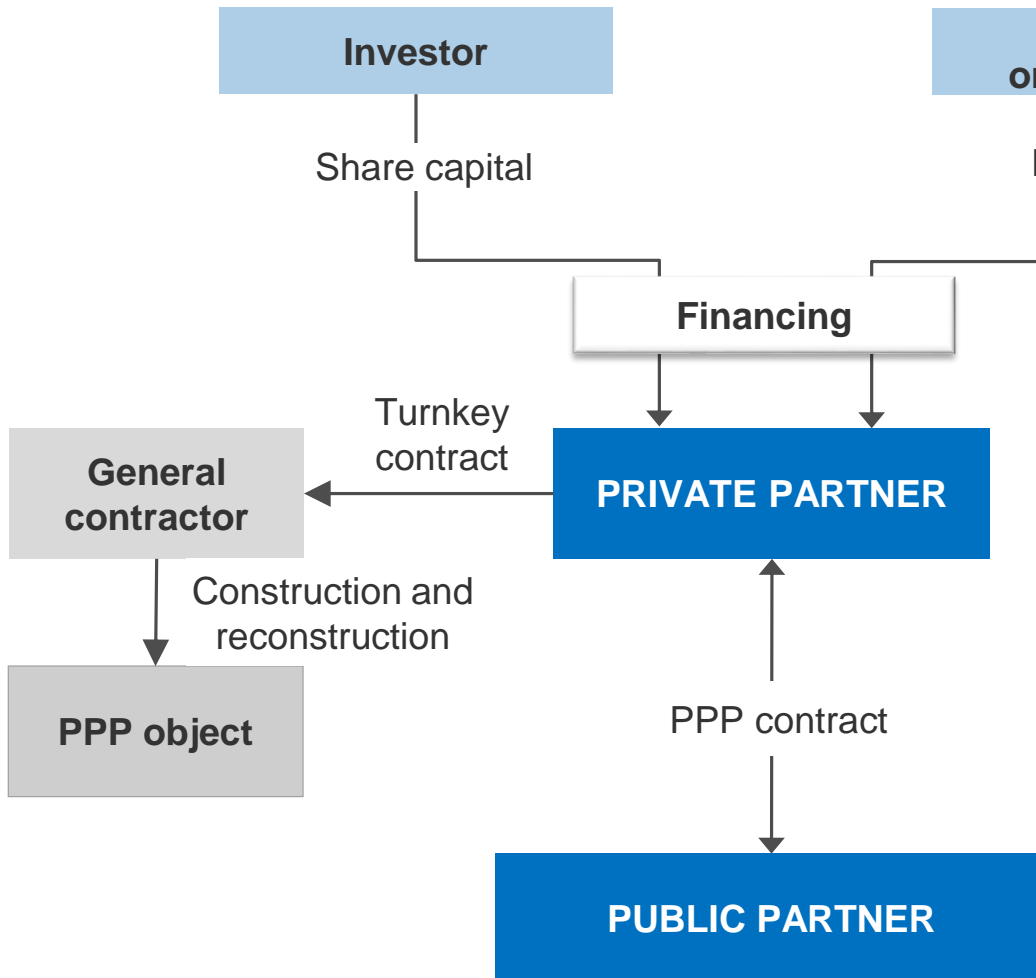 Investor
Share capital
Financing
Turnkey
contract
General
contractor
PRIVATE PARTNER
Construction and
reconstruction
PPP object
PPP contract
PUBLIC PARTNER